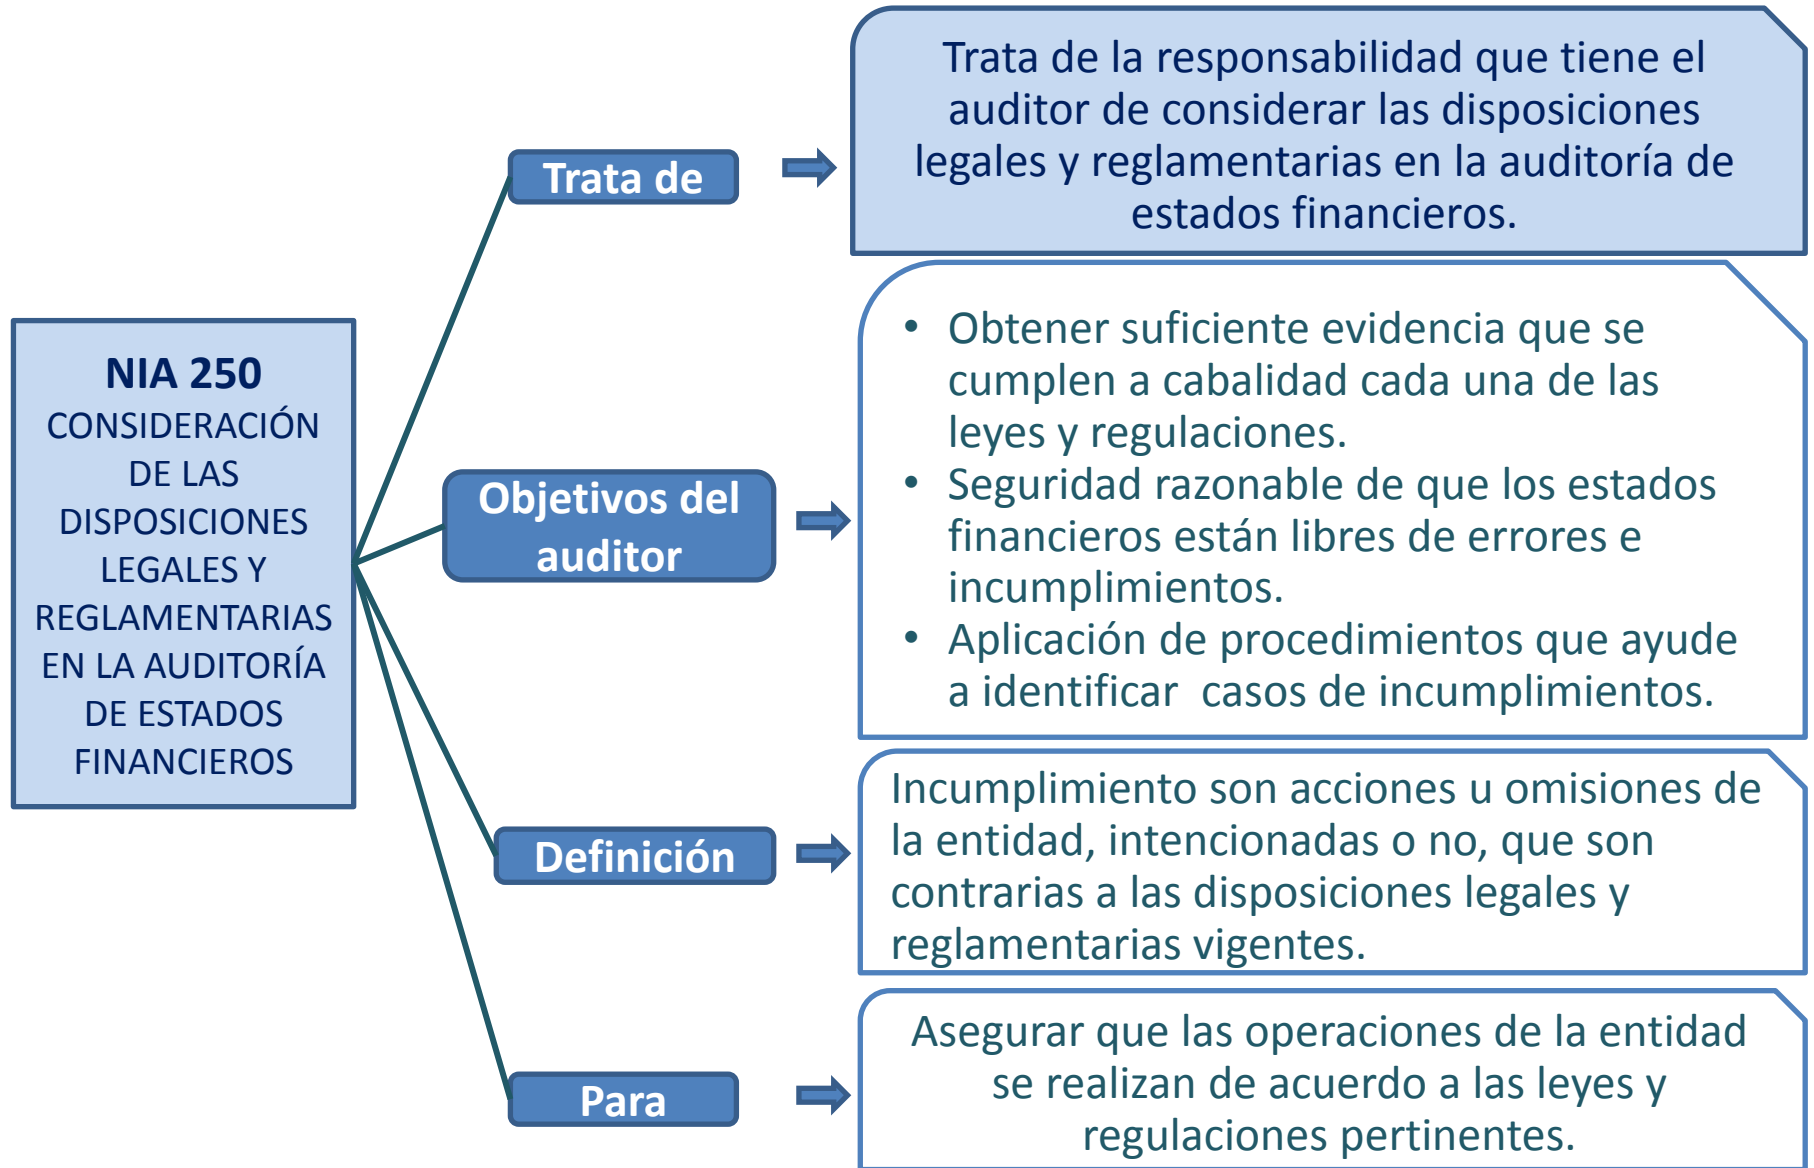 NIA 250
CONSIDERACIÓN
DE LAS
DISPOSICIONES
LEGALES Y
REGLAMENTARIAS
EN LA AUDITORÍA
DE ESTADOS
FINANCIEROS
Trata de
Trata de la responsabilidad que tiene el
auditor de considerar las disposiciones
legales y reglamentarias en la auditoría de
estados financieros.
Objetivos del
auditor
• Obtener suficiente evidencia que se
cumplen a cabalidad cada una de las
leyes y regulaciones.
• Seguridad razonable de que los estados
financieros están libres de errores e
incumplimientos.
• Aplicación de procedimientos que ayude
a identificar  casos de incumplimientos.
Definición
Incumplimiento son acciones u omisiones de
la entidad, intencionadas o no, que son
contrarias a las disposiciones legales y
reglamentarias vigentes.
Para
Asegurar que las operaciones de la entidad
se realizan de acuerdo a las leyes y
regulaciones pertinentes.